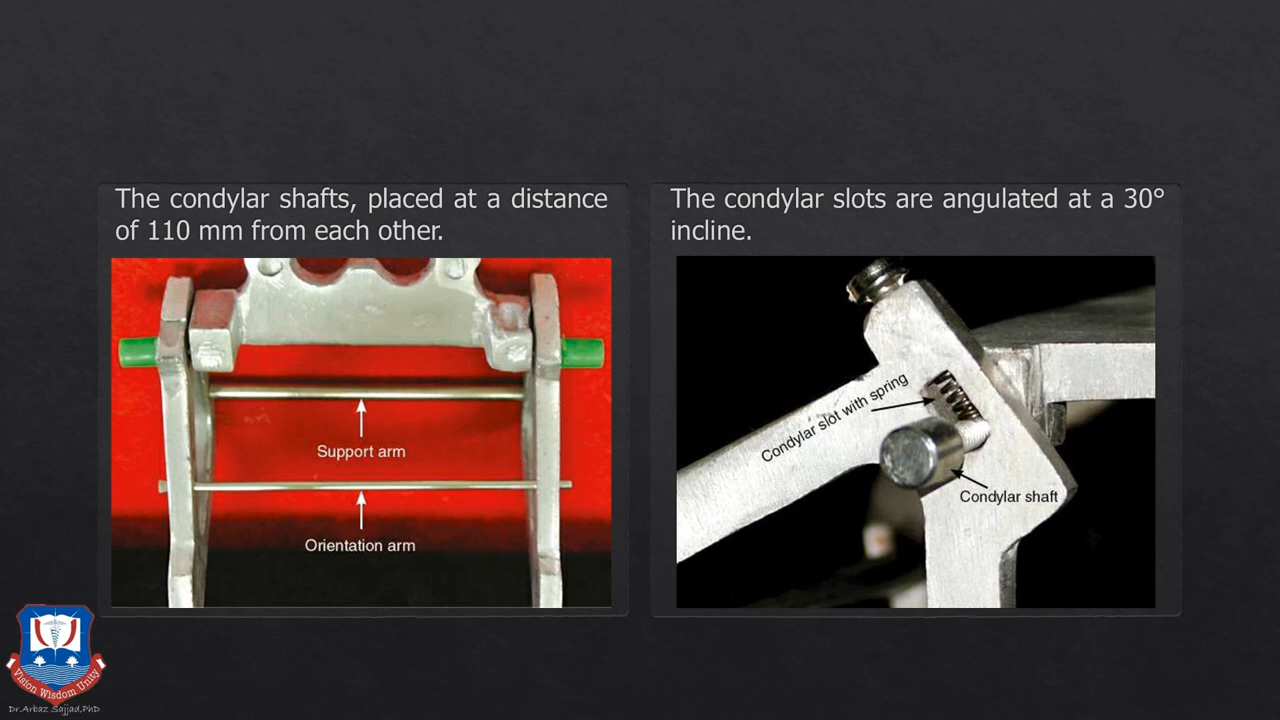 The condylar shafts, placed at a distance
of 110 mm from each other.
Support arm
Orientation arm
The condylar slots are angulated at a 30°
incline.
Condylar slot with spring
Condylar shaft
Vision Wisdom Unity
Dr.Arbaz Sajjad,PhD